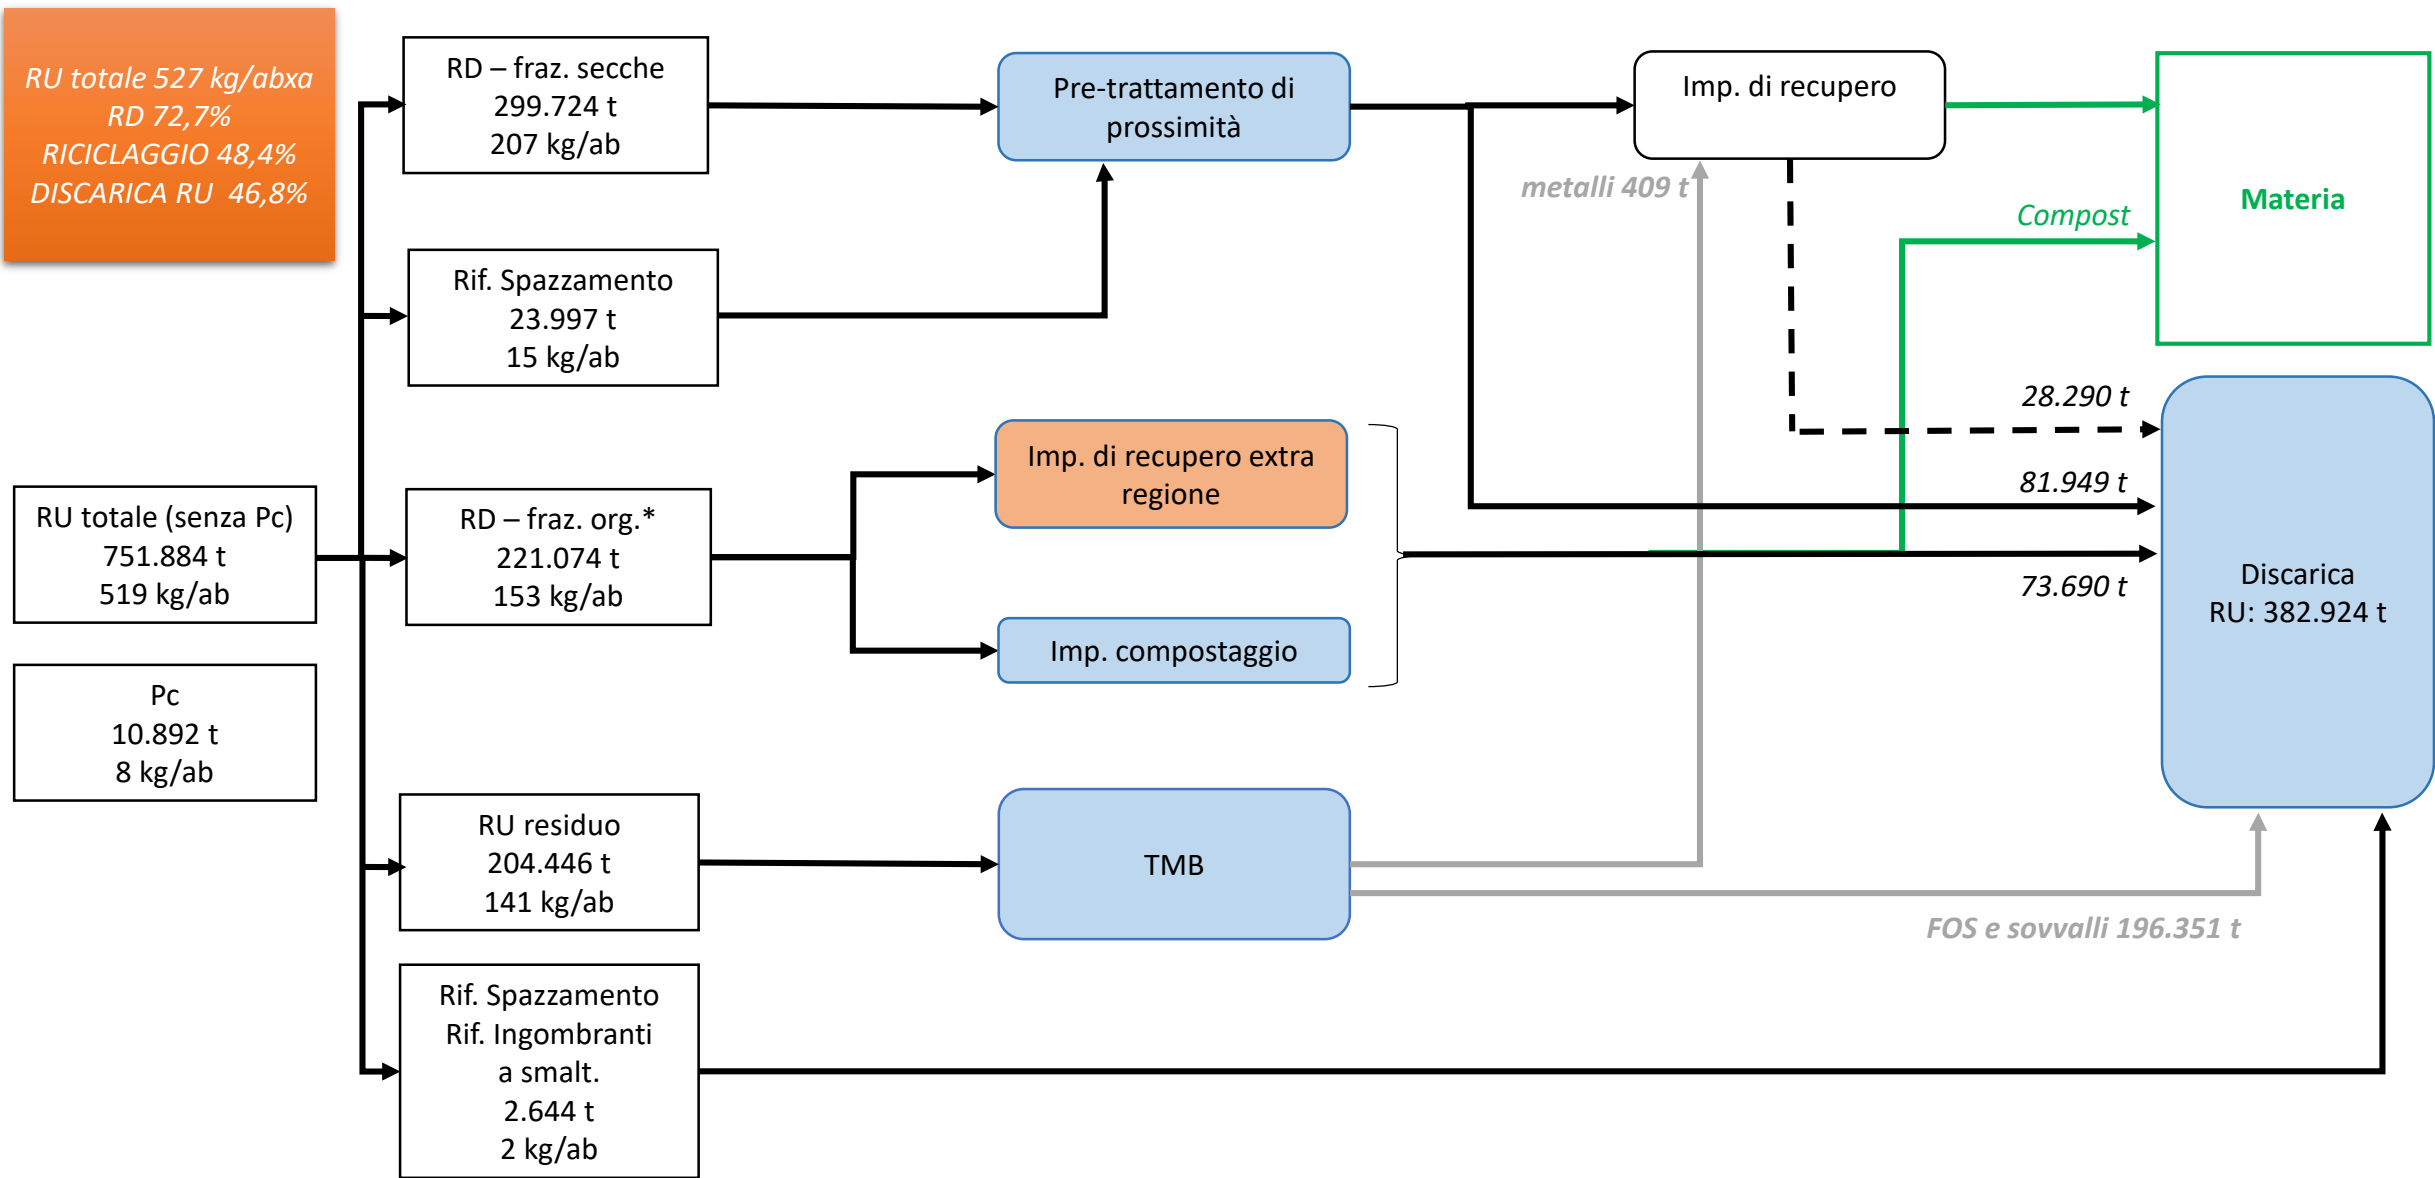 RU totale 527 kg/abxa
RD 72,7%
RICICLAGGIO 48,4%
DISCARICA RU 46,8%
RD – fraz. secche
299.724 t
207 kg/ab
Pre-trattamento di
prossimità
Imp. di recupero
metalli 409 t
Compost
Materia
Rif. Spazzamento
23.997 t
15 kg/ab
28.290 t
81.949 t
73.690 t
Imp. di recupero extra
regione
RU totale (senza Pc)
751.884 t
519 kg/ab
RD – fraz. org.*
221.074 t
153 kg/ab
Discarica
RU: 382.924 t
Imp. compostaggio
Pc
10.892 t
8 kg/ab
RU residuo
204.446 t
141 kg/ab
TMB
FOS e sovvalli 196.351 t
Rif. Spazzamento
Rif. Ingombranti
a smalt.
2.644 t
2 kg/ab